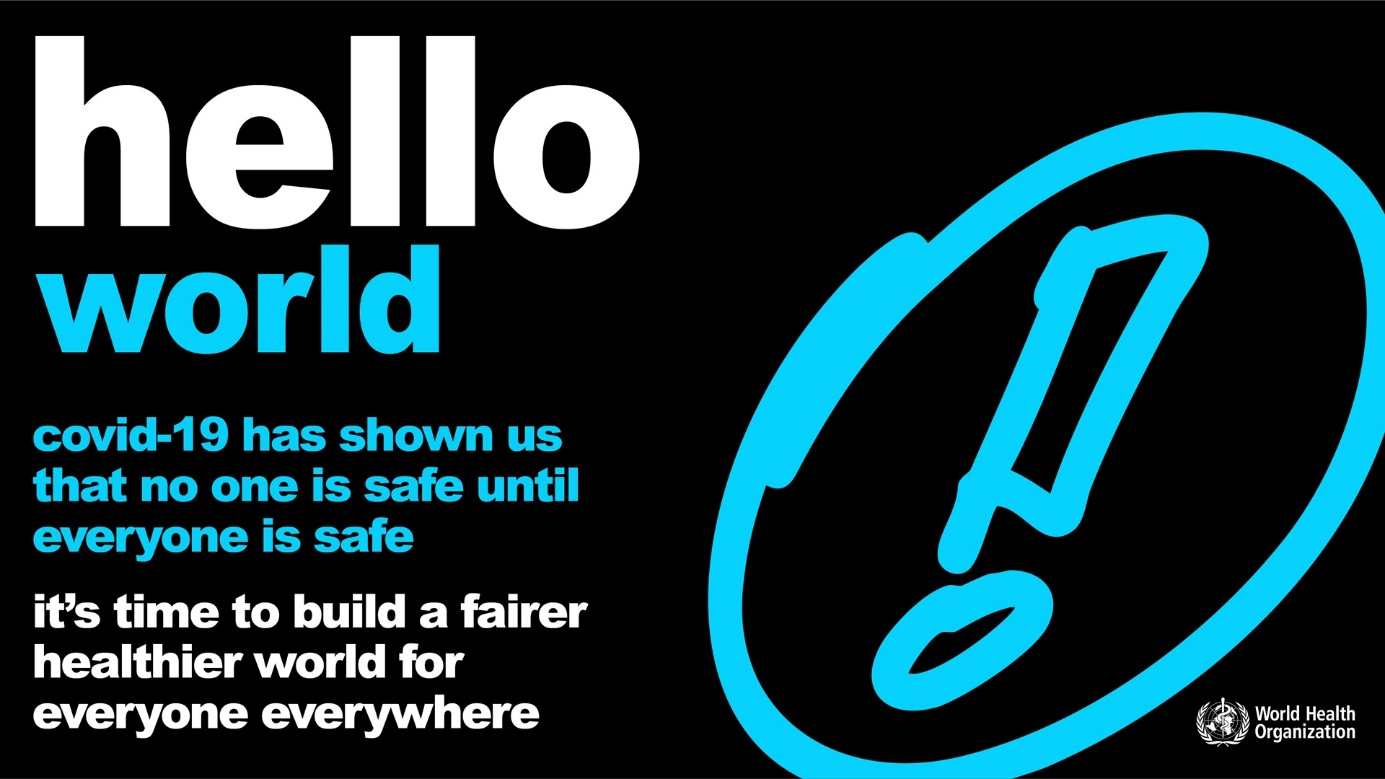 hello
world
covid-19 has shown us
that no one is safe until
everyone is safe
it’s time to build a fairer
healthier world for
everyone everywhere
World Health
Organization